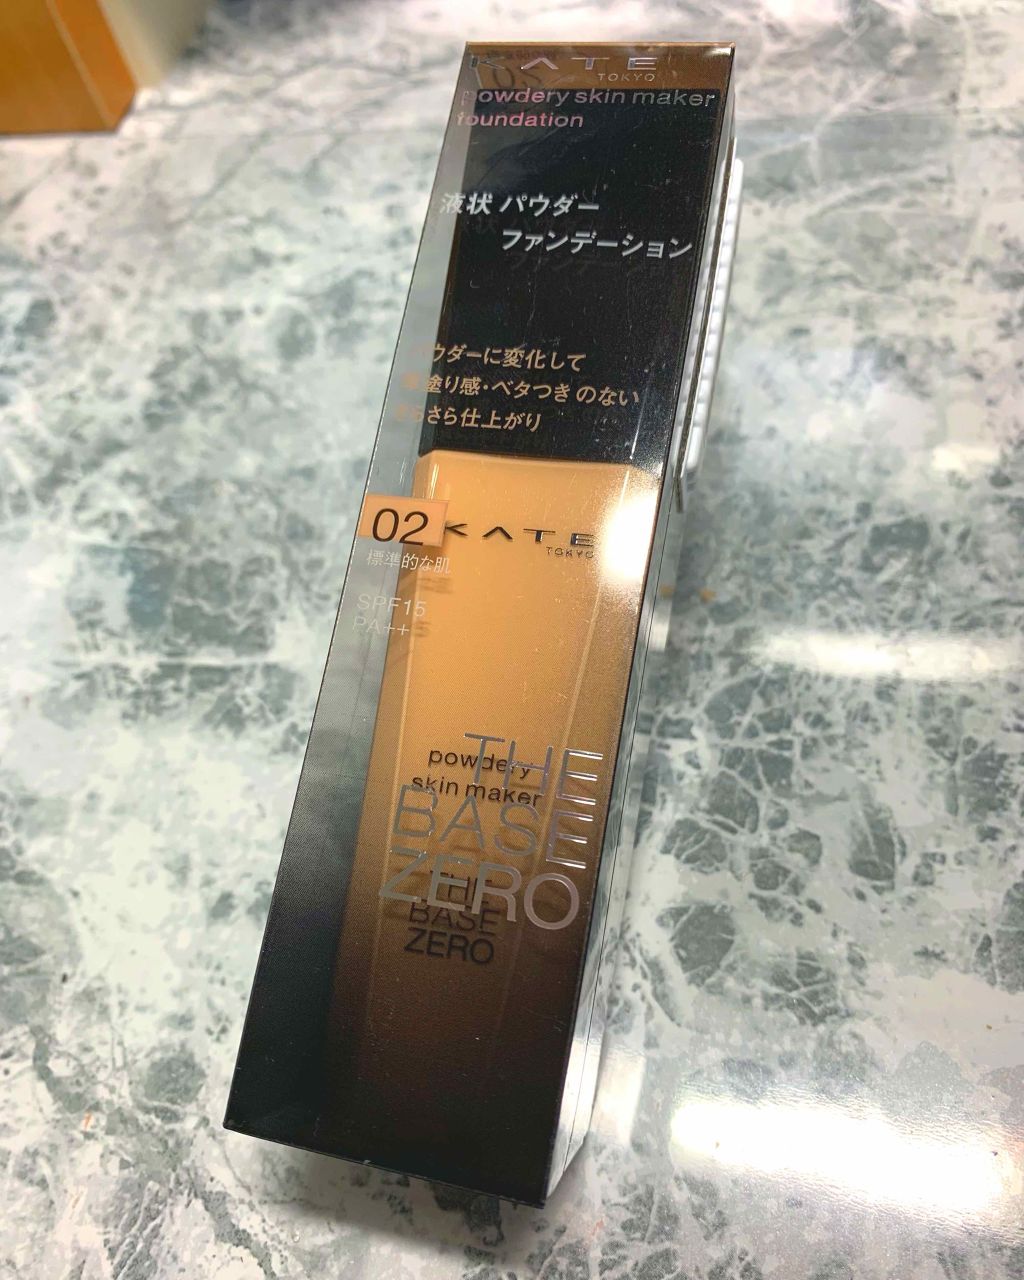 KATE
TOKYO
powdery skin maker
foundation
液状 パウダー
ファンデーション
パウダーに変化して
塗り感・ベタつきのない
さらさら仕上がり
02
標準的な肌
SPF15
PA++
KATE
TOKYO
THE
BASE
ZERO
powdery
skin maker
THE
BASE
ZERO